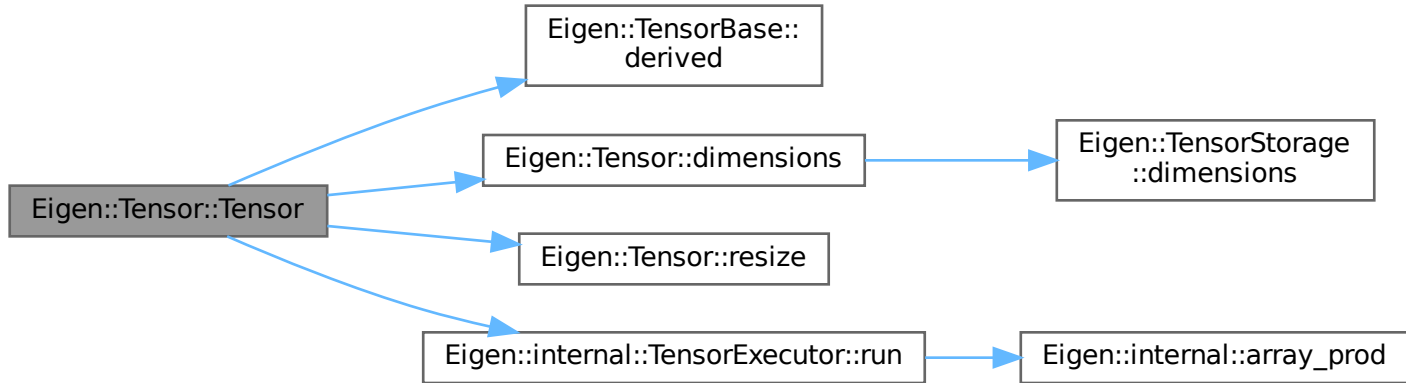 Eigen::TensorBase::
derived
Eigen::Tensor::dimensions
Eigen::TensorStorage
::dimensions
Eigen::Tensor::Tensor
Eigen::Tensor::resize
Eigen::internal::TensorExecutor::run
Eigen::internal::array_prod